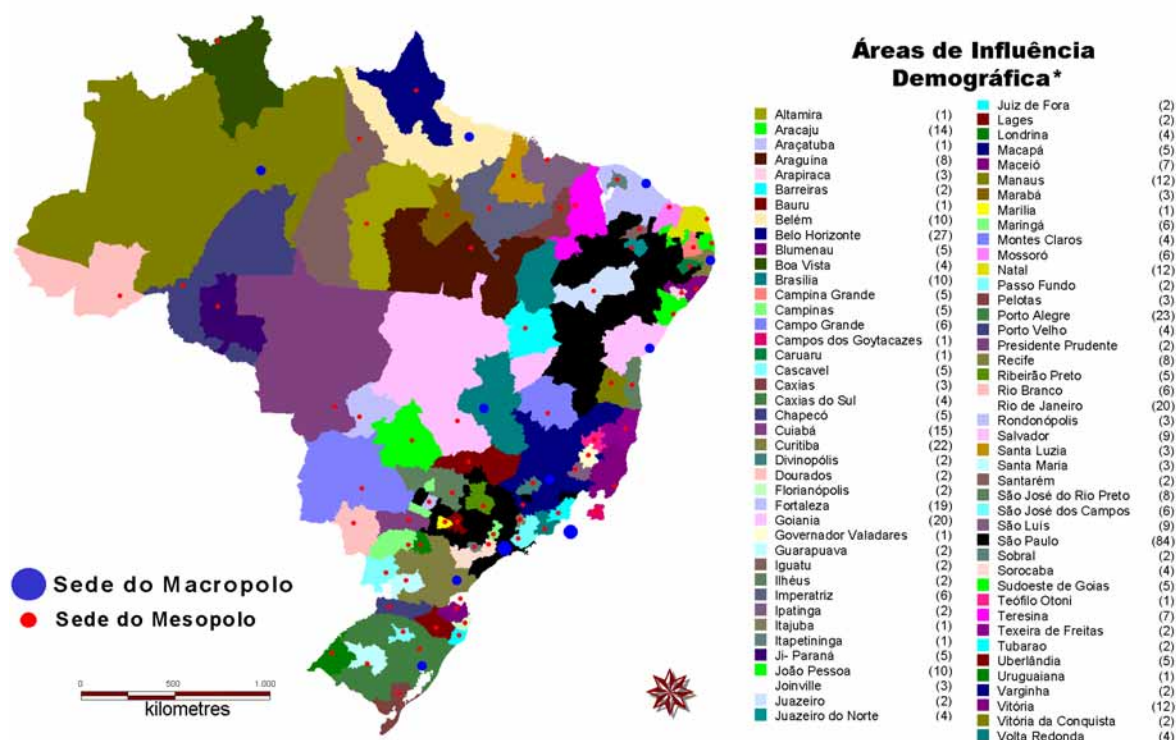 Áreas de Influência
Demográfica*
Altamira (1)
Aracaju (14)
Araçatuba (1)
Araguina (8)
Arapiraca (3)
Barreiras (2)
Bauru (1)
Belém (10)
Belo Horizonte (27)
Blumenau (5)
Boa Vista (4)
Brasília (10)
Campina Grande (5)
Campinas (5)
Campo Grande (6)
Campos dos Goytacazes (1)
Caruaru (1)
Cascavel (5)
Caxias (3)
Caxias do Sul (4)
Chapecó (5)
Cuiabá (15)
Curitiba (22)
Divinopólis (2)
Dourados (2)
Florianópolis (2)
Fortaleza (19)
Goiania (20)
Governador Valadares (1)
Guarapuava (2)
Iguatu (2)
Ilhéus (2)
Imperatriz (6)
Ipatinga (2)
Itajuba (1)
Itapetininga (1)
Ji- Paraná (5)
João Pessoa (10)
Joinville (3)
Juazeiro (2)
Juazeiro do Norte (4)
Juiz de Fora (2)
Lages (2)
Londrina (4)
Macapá (5)
Maceió (7)
Manaus (12)
Marabá (3)
Marília (1)
Maringá (6)
Montes Claros (4)
Mossoró (6)
Natal (12)
Passo Fundo (2)
Pelotas (3)
Porto Alegre (23)
Porto Velho (4)
Presidente Prudente (2)
Recife (8)
Ribeirão Preto (5)
Rio Branco (6)
Rio de Janeiro (20)
Rondonópolis (3)
Salvador (9)
Santa Luzia (3)
Santa Maria (3)
Santarém (2)
São José do Rio Preto (8)
São José dos Campos (6)
São Luís (9)
São Paulo (84)
Sobral (2)
Sorocaba (4)
Sudoeste de Goias (5)
Teófilo Otoni (1)
Teresina (7)
Texeira de Freitas (2)
Tubarao (2)
Uberlândia (5)
Uruguaiana (1)
Varginha (2)
Vitória (12)
Vitória da Conquista (2)
Volta Redonda (4)
Sede do Macropolo
Sede do Mesopolo
0 500 1.000
kilometres